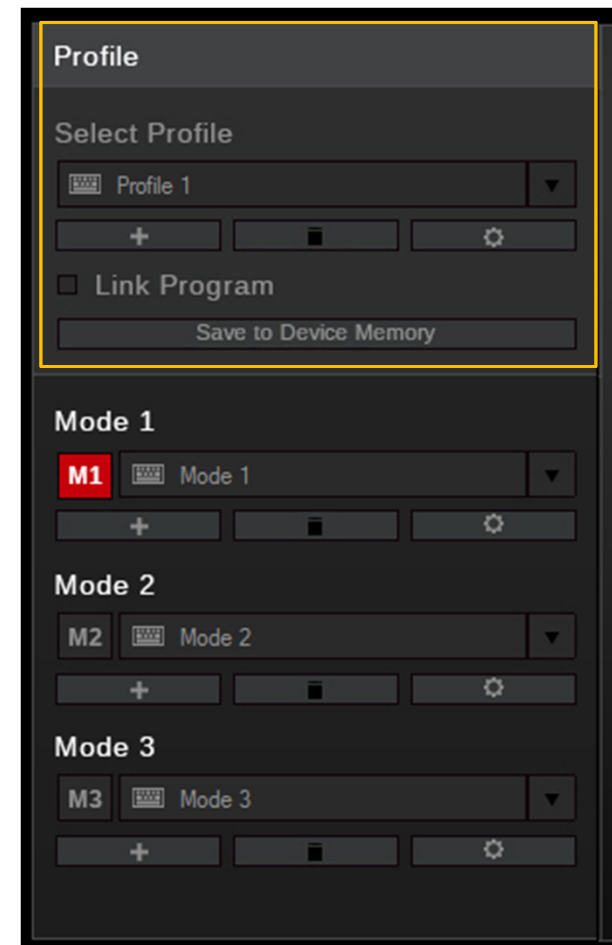 Profile
Select Profile
Profile 1
Link Program
Save to Device Memory
Mode 1
M1 Mode 1
Mode 2
M2 Mode 2
Mode 3
M3 Mode 3